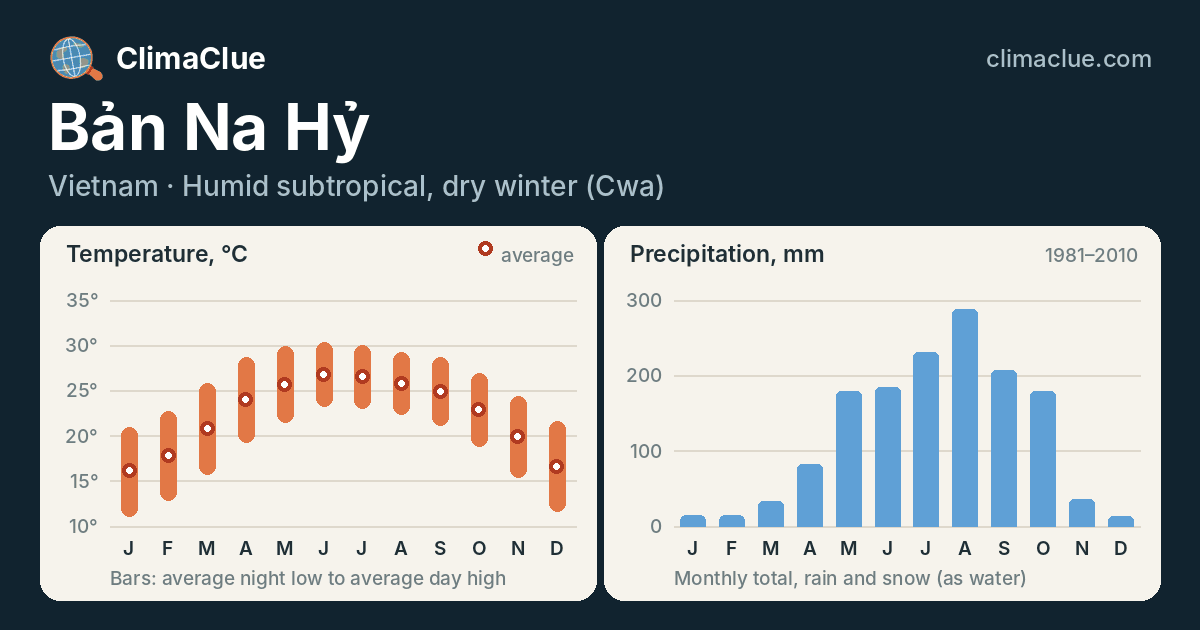 ClimaClue
climaclue.com
Bản Na Hỷ
Vietnam · Humid subtropical, dry winter (Cwa)
Temperature, °C
average
35°
30°
25°
20°
15°
10°
J F M A M J J A S O N D
Bars: average night low to average day high
Precipitation, mm
1981–2010
300
200
100
0
J F M A M J J A S O N D
Monthly total, rain and snow (as water)